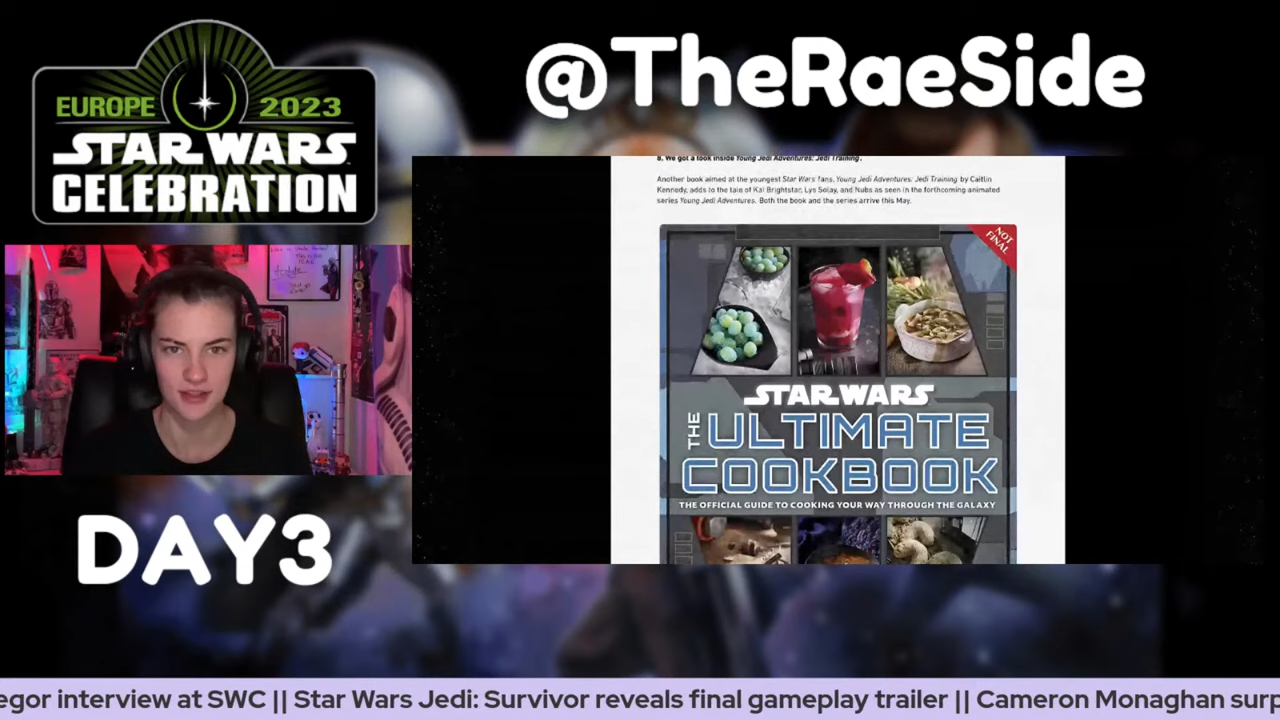 EUROPE 2023
STAR WARS
CELEBRATION
@TheRaeSide
8. We got a look inside Young Jedi Adventures: Jedi Training.
Another book aimed at the youngest Star Wars fans, Young Jedi Adventures: Jedi Training by Caitlin
Kennedy, adds to the tale of Kai Brightstar, Lys Solay, and Nubs as seen in the forthcoming animated
series Young Jedi Adventures. Both the book and the series arrive this May.
NOT
FINAL
STAR WARS
THE ULTIMATE
COOKBOOK
THE OFFICIAL GUIDE TO COOKING YOUR WAY THROUGH THE GALAXY
DAY3
egor interview at SWC || Star Wars Jedi: Survivor reveals final gameplay trailer || Cameron Monaghan surp